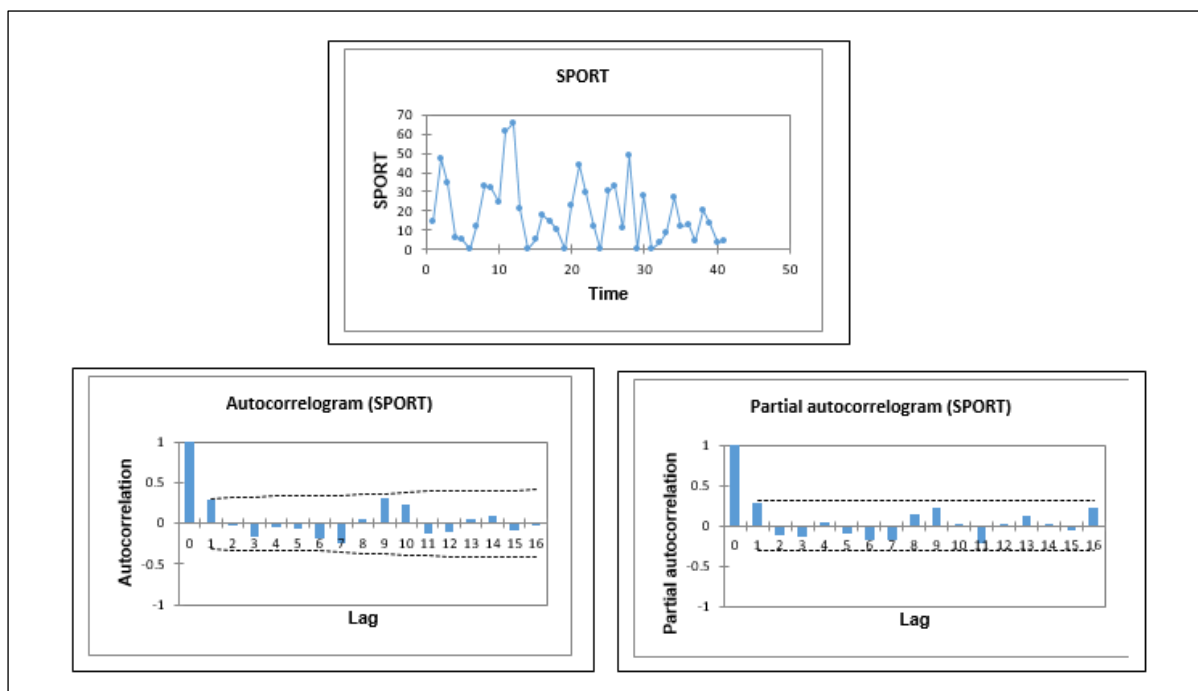 SPORT
70
60
50
40
30
20
10
0
SPORT
0 10 20 30 40 50
Time
Autocorrelogram (SPORT)
1
0.5
0
-0.5
-1
Autocorrelation
0 1 2 3 4 5 6 7 8 9 10 11 12 13 14 15 16
Lag
Partial autocorrelogram (SPORT)
1
0.5
0
-0.5
-1
Partial autocorrelation
0 1 2 3 4 5 6 7 8 9 10 11 12 13 14 15 16
Lag